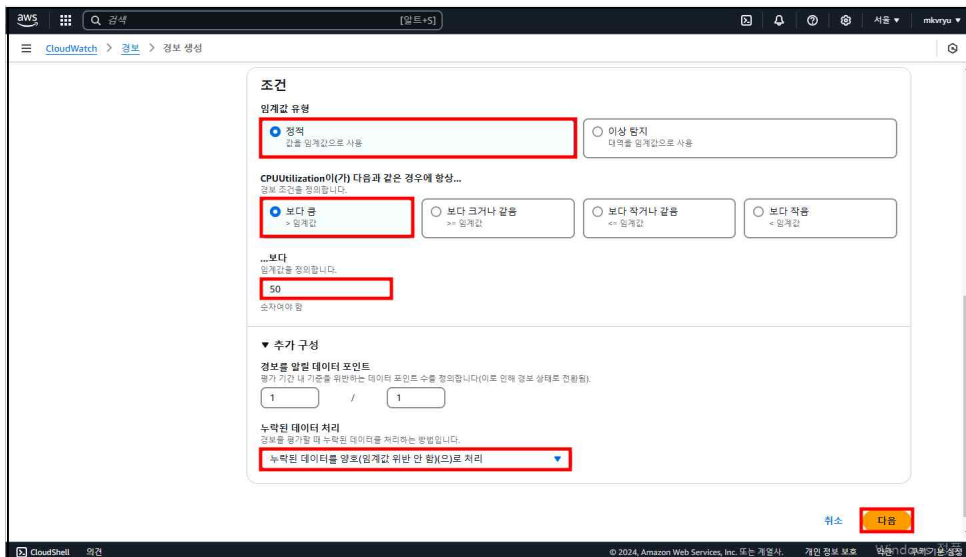 aws
검색
[알트+S]
서울 ▼
mkvryu ▼
CloudWatch > 경보 > 경보 생성
조건
임계값 유형
정적
값을 임계값으로 사용
이상 탐지
대역을 임계값으로 사용
CPUUtilization이(가) 다음과 같은 경우에 항상...
경보 조건을 정의합니다.
보다 큼
> 임계값
보다 크거나 같음
>= 임계값
보다 작거나 같음
<= 임계값
보다 작음
< 임계값
...보다
임계값을 정의합니다.
50
숫자여야 함
▼ 추가 구성
경보를 알릴 데이터 포인트
평가 기간 내 기준을 위반하는 데이터 포인트 수를 정의합니다(이로 인해 경보 상태로 전환됨).
1 / 1
누락된 데이터 처리
경보를 평가할 때 누락된 데이터를 처리하는 방법입니다.
누락된 데이터를 양호(임계값 위반 안 함)(으)로 처리
취소
다음
CloudShell
의견
© 2024, Amazon Web Services, Inc. 또는 계열사.
개인 정보 보호
약관
쿠키 기본 설정